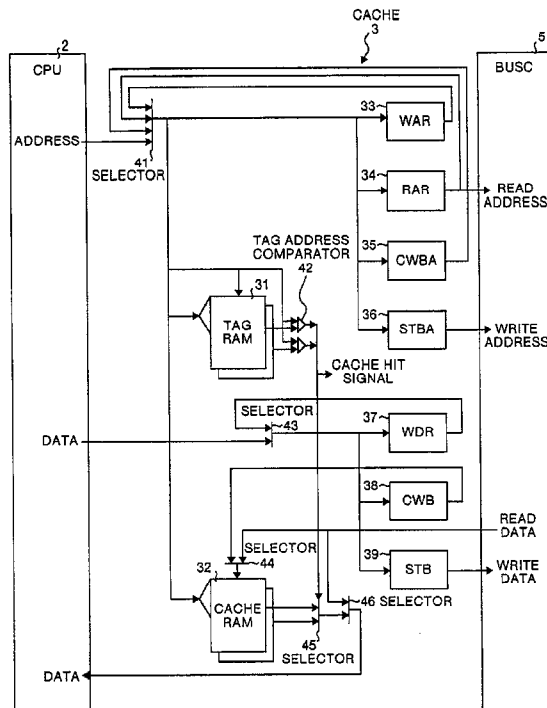 CACHE
3
2
CPU
5
BUSC
ADDRESS
41
SELECTOR
33
WAR
34
RAR
READ
ADDRESS
TAG ADDRESS
COMPARATOR
42
35
CWBA
31
TAG
RAM
36
STBA
WRITE
ADDRESS
CACHE HIT
SIGNAL
SELECTOR
43
37
WDR
DATA
38
CWB
READ
DATA
SELECTOR
44
39
STB
WRITE
DATA
32
CACHE
RAM
46 SELECTOR
45
SELECTOR
DATA